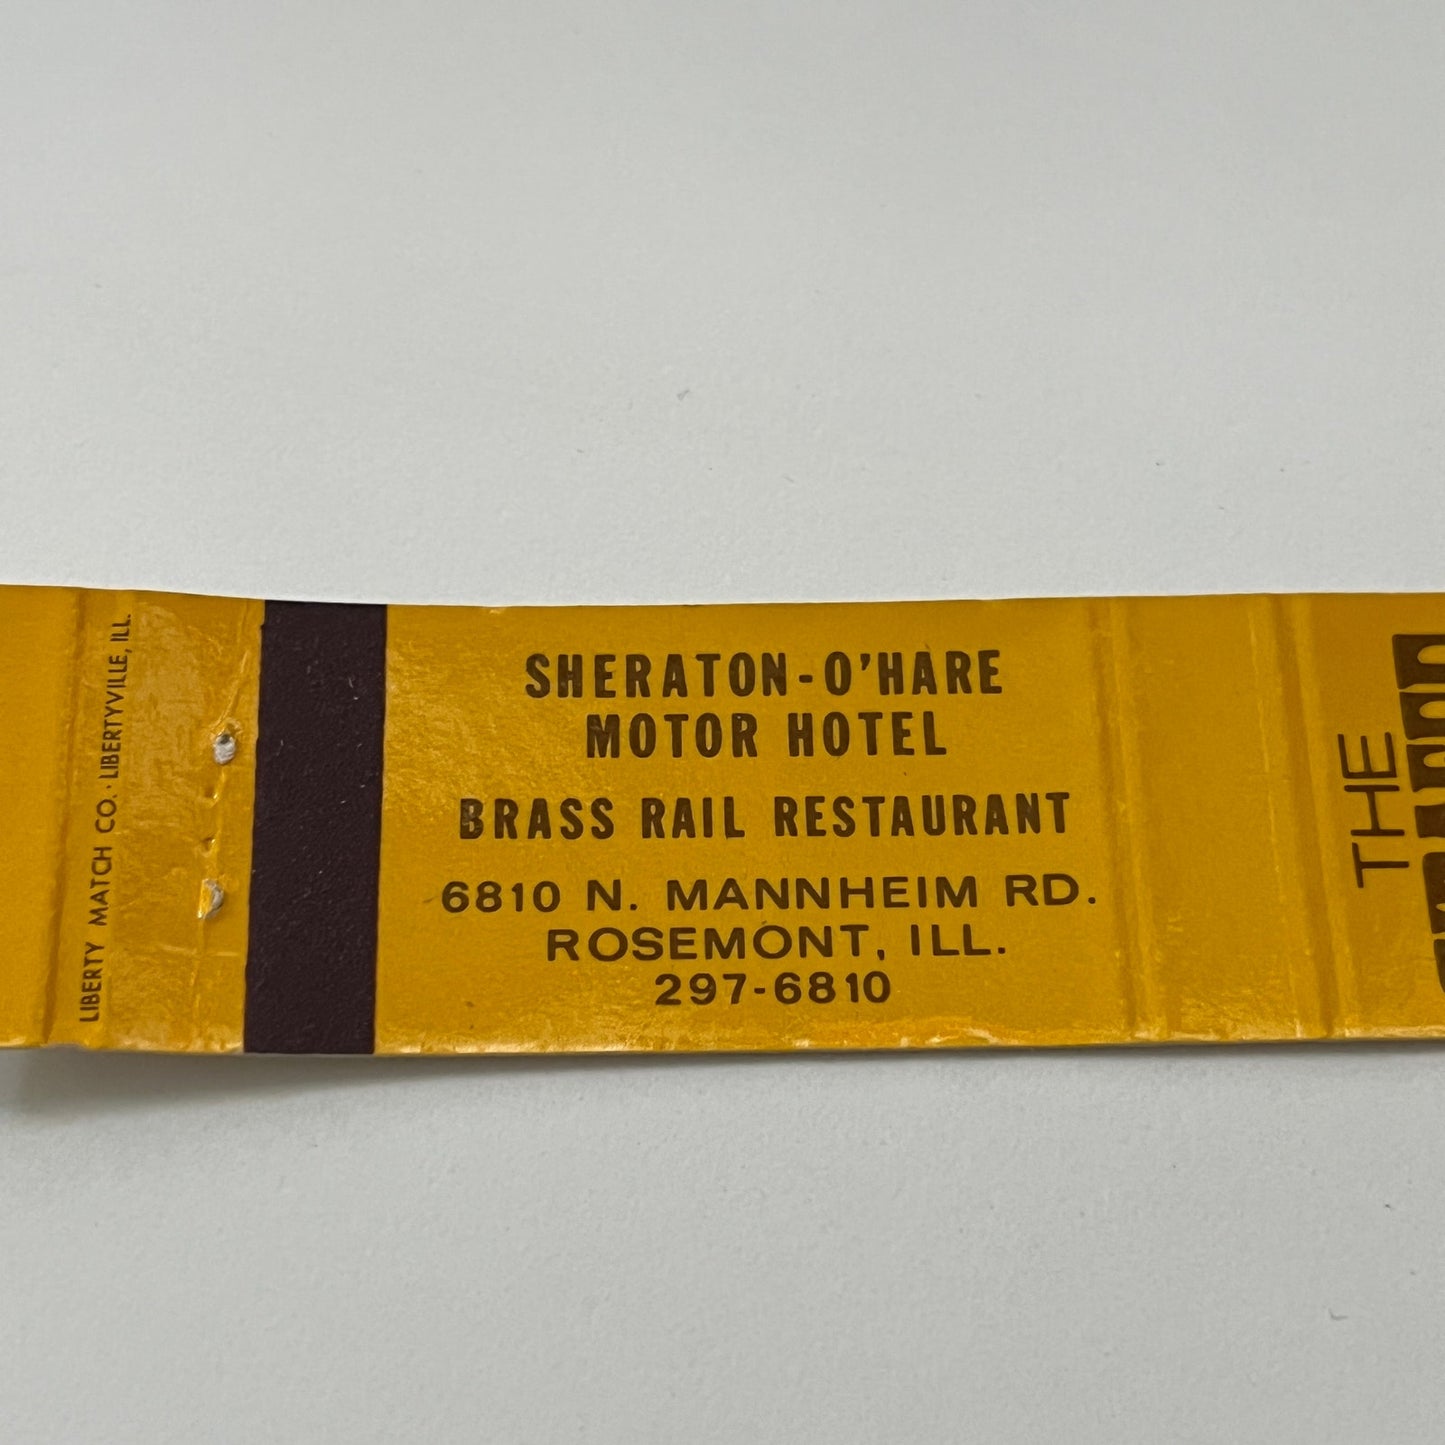 LIBERTY MATCH CO. · LIBERTYVILLE, ILL.
SHERATON-O'HARE
MOTOR HOTEL
BRASS RAIL RESTAURANT
6810 N. MANNHEIM RD.
ROSEMONT, ILL.
297-6810
THE